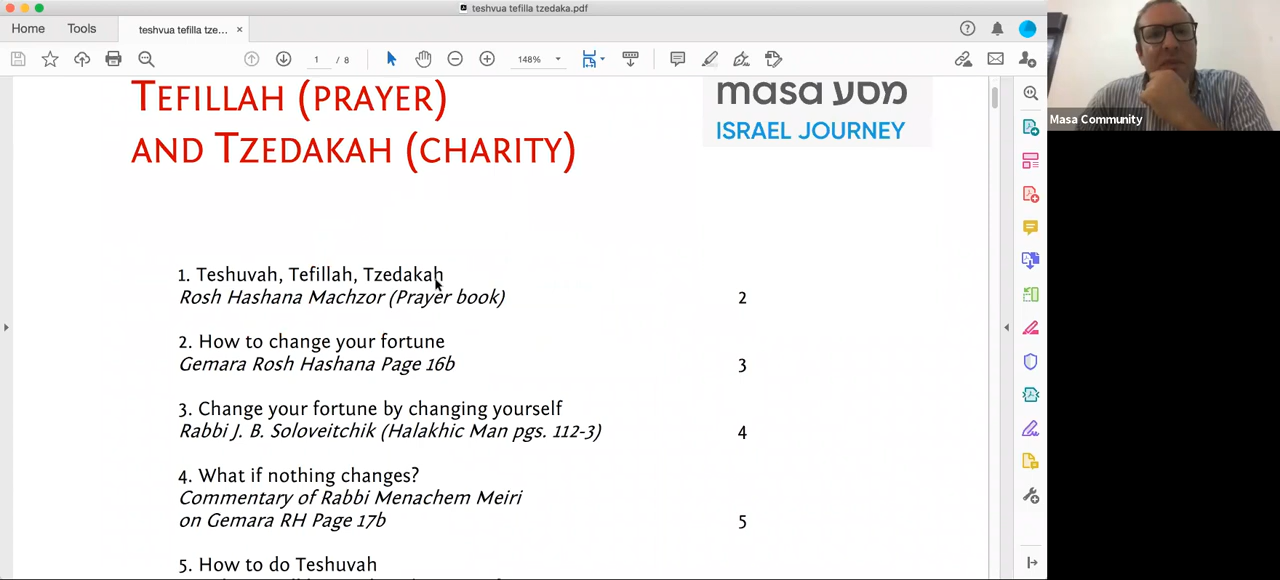 teshvua tefilla tzedaka.pdf
Home
Tools
teshvua tefilla tze...
1 / 8
148%
TEFILLAH (PRAYER)
AND TZEDAKAH (CHARITY)
masa מסע
ISRAEL JOURNEY
Masa Community
1. Teshuvah, Tefillah, Tzedakah
Rosh Hashana Machzor (Prayer book) 2
2. How to change your fortune
Gemara Rosh Hashana Page 16b 3
3. Change your fortune by changing yourself
Rabbi J. B. Soloveitchik (Halakhic Man pgs. 112-3) 4
4. What if nothing changes?
Commentary of Rabbi Menachem Meiri
on Gemara RH Page 17b 5
5. How to do Teshuvah